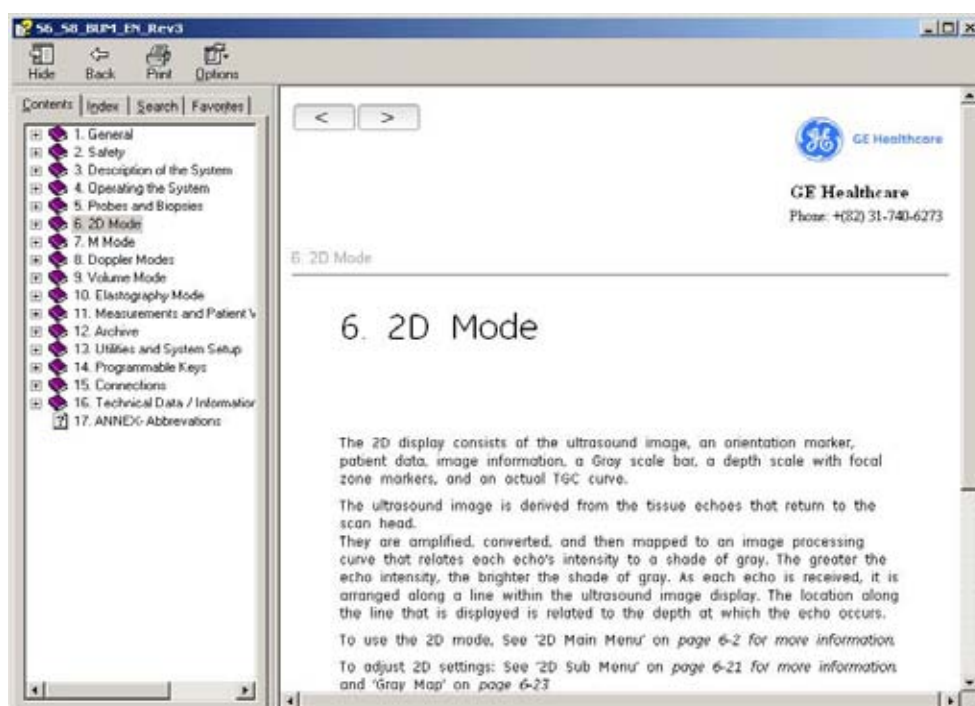 S6_S8_BUM_EN_Rev3
Hide Back Print Options
Contents Index Search Favorites
1. General
2. Safety
3. Description of the System
4. Operating the System
5. Probes and Biopsies
6. 2D Mode
7. M Mode
8. Doppler Modes
9. Volume Mode
10. Elastography Mode
11. Measurements and Patient V
12. Archive
13. Utilities and System Setup
14. Programmable Keys
15. Connections
16. Technical Data / Information
17. ANNEX- Abbrevations
< >
GE Healthcare
GE Healthcare
Phone: +(82) 31-740-6273
6. 2D Mode
6. 2D Mode
The 2D display consists of the ultrasound image, an orientation marker,
patient data, image information, a Gray scale bar, a depth scale with focal
zone markers, and an actual TGC curve.
The ultrasound image is derived from the tissue echoes that return to the
scan head.
They are amplified, converted, and then mapped to an image processing
curve that relates each echo's intensity to a shade of gray. The greater the
echo intensity, the brighter the shade of gray. As each echo is received, it is
arranged along a line within the ultrasound image display. The location along
the line that is displayed is related to the depth at which the echo occurs.
To use the 2D mode, See '2D Main Menu' on page 6-2 for more information.
To adjust 2D settings: See '2D Sub Menu' on page 6-21 for more information
and 'Gray Map' on page 6-23